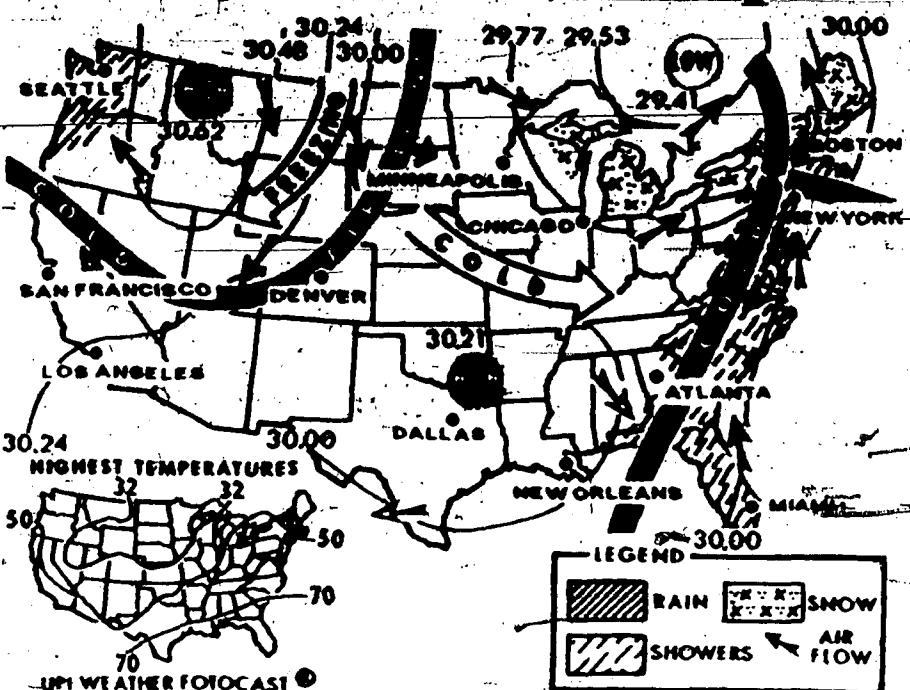 30.24
30.48 30.00
29.77 29.53
30.00
LOW
SEATTLE
29.41
30.62
FREEZING
BOSTON
MINNEAPOLIS
NEW YORK
CHICAGO
COLD
SAN FRANCISCO
DENVER
30.21
LOS ANGELES
ATLANTA
DALLAS
30.24
30.00
NEW ORLEANS
MIAMI
30.00
HIGHEST TEMPERATURES
32 32
50
50
70
70
UPI WEATHER FOTOCAST ©
LEGEND
RAIN
SNOW
SHOWERS
AIR
FLOW